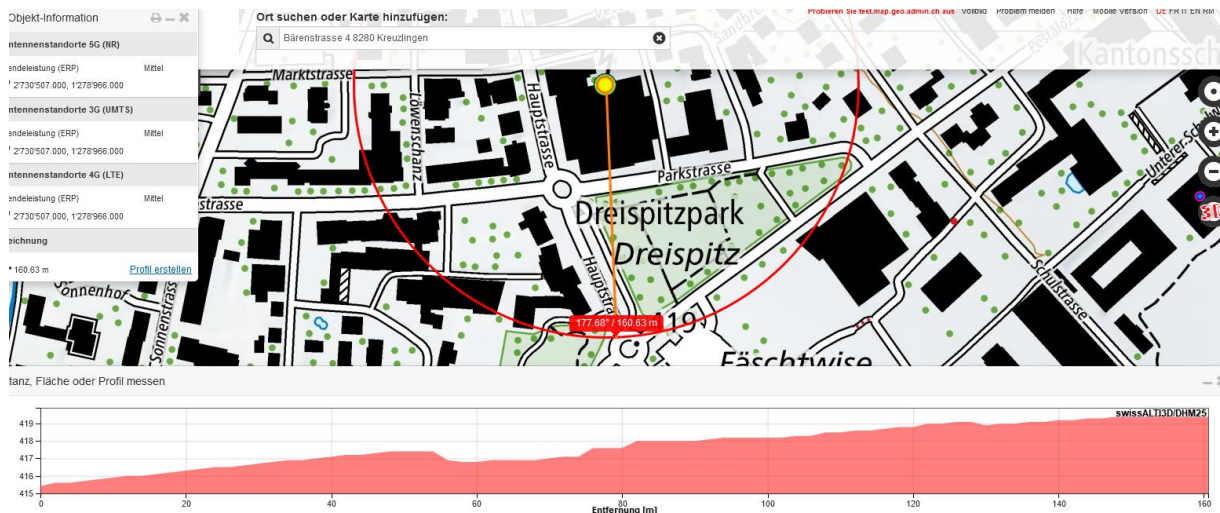 Objekt-Information
ntennenstandorte 5G (NR)
endeleistung (ERP) Mittel
2'730'507.000, 1'278'966.000
ntennenstandorte 3G (UMTS)
endeleistung (ERP) Mittel
2'730'507.000, 1'278'966.000
ntennenstandorte 4G (LTE)
endeleistung (ERP) Mittel
2'730'507.000, 1'278'966.000
eichnung
160.63 m Profil erstellen
Ort suchen oder Karte hinzufügen:
Bärenstrasse 4 8280 Kreuzlingen
Probieren Sie test.map.geo.admin.ch aus Vollbild Problem melden Hilfe Mobile Version DE FR IT EN RM
Kantonssch
Pestalozz
Sandbre
Marktstrasse
Löwenschanz
Hauptstrasse
Parkstrasse
Unterer-Schul
strasse
Dreispitzpark
Dreispitz
Hauptstra
Schulstrasse
Sonnenhof
Sonnenstrass
177.68° / 160.63 m
419
Fäschtwise
3D
tanz, Fläche oder Profil messen
swissALTI3D/DHM25
419
418
417
416
415
0 20 40 60 80 100 120 140 160
Entfernung [m]